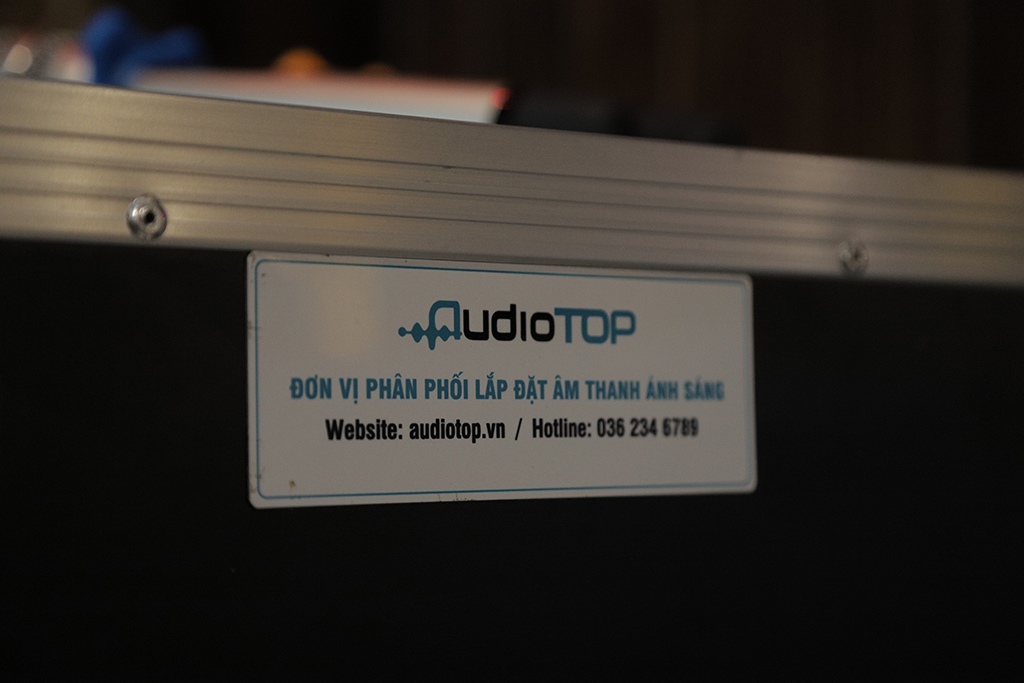 AUDIOTOP
ĐƠN VỊ PHÂN PHỐI LẮP ĐẶT ÂM THANH ÁNH SÁNG
Website: audiotop.vn / Hotline: 036 234 6789